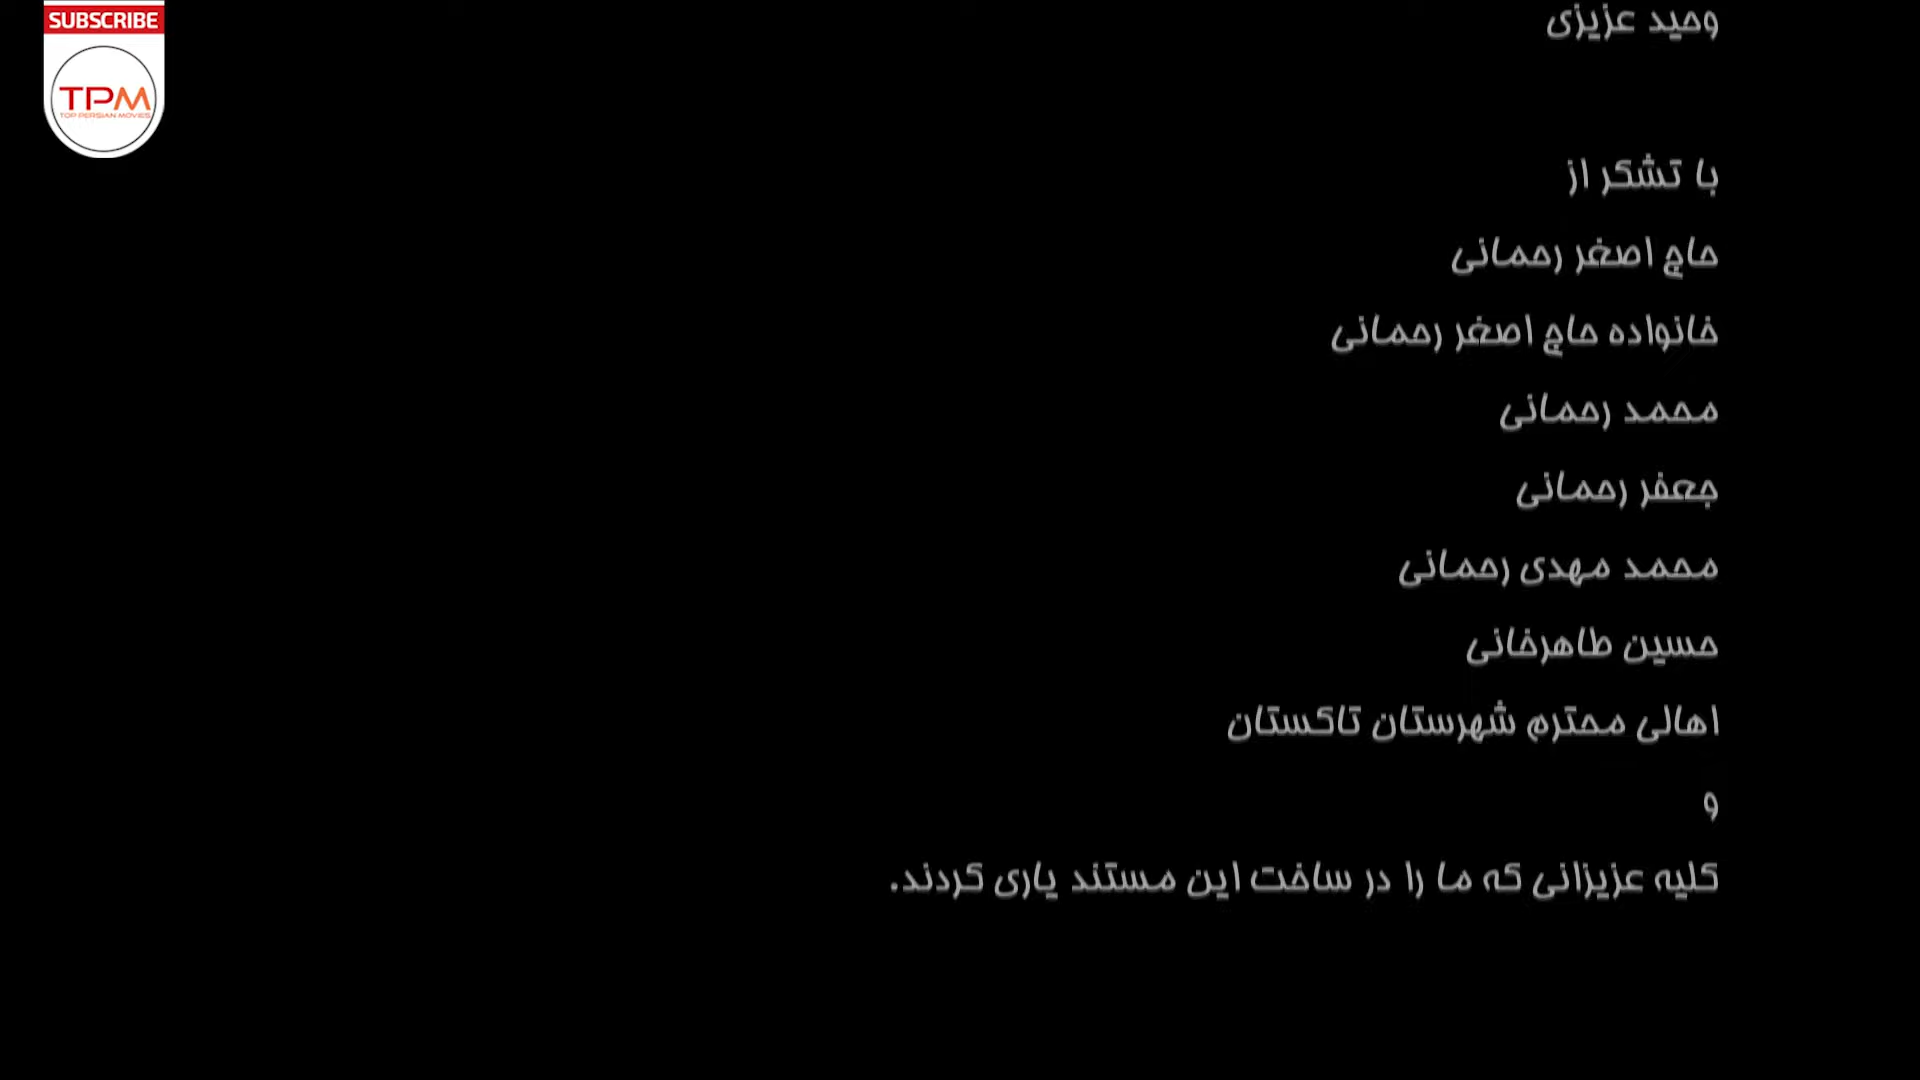 SUBSCRIBE
TPM
TOP PERSIAN MOVIES
وحید عزیزی
با تشکر از
حاج اصغر رحمانی
خانواده حاج اصغر رحمانی
محمد رحمانی
جعفر رحمانی
محمد مهدی رحمانی
حسین طاهرخانی
اهالی محترم شهرستان تاکستان
و
کلیه عزیزانی که ما را در ساخت این مستند یاری کردند.